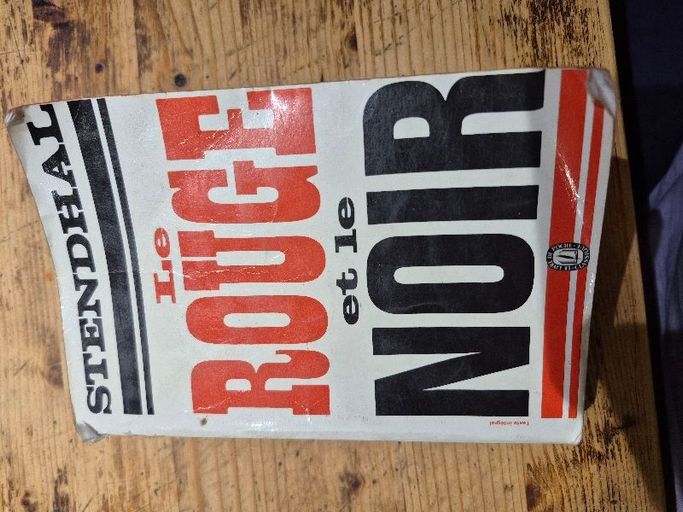 STENDHAL
Le
ROUGE
et le
NOIR
Texte intégral